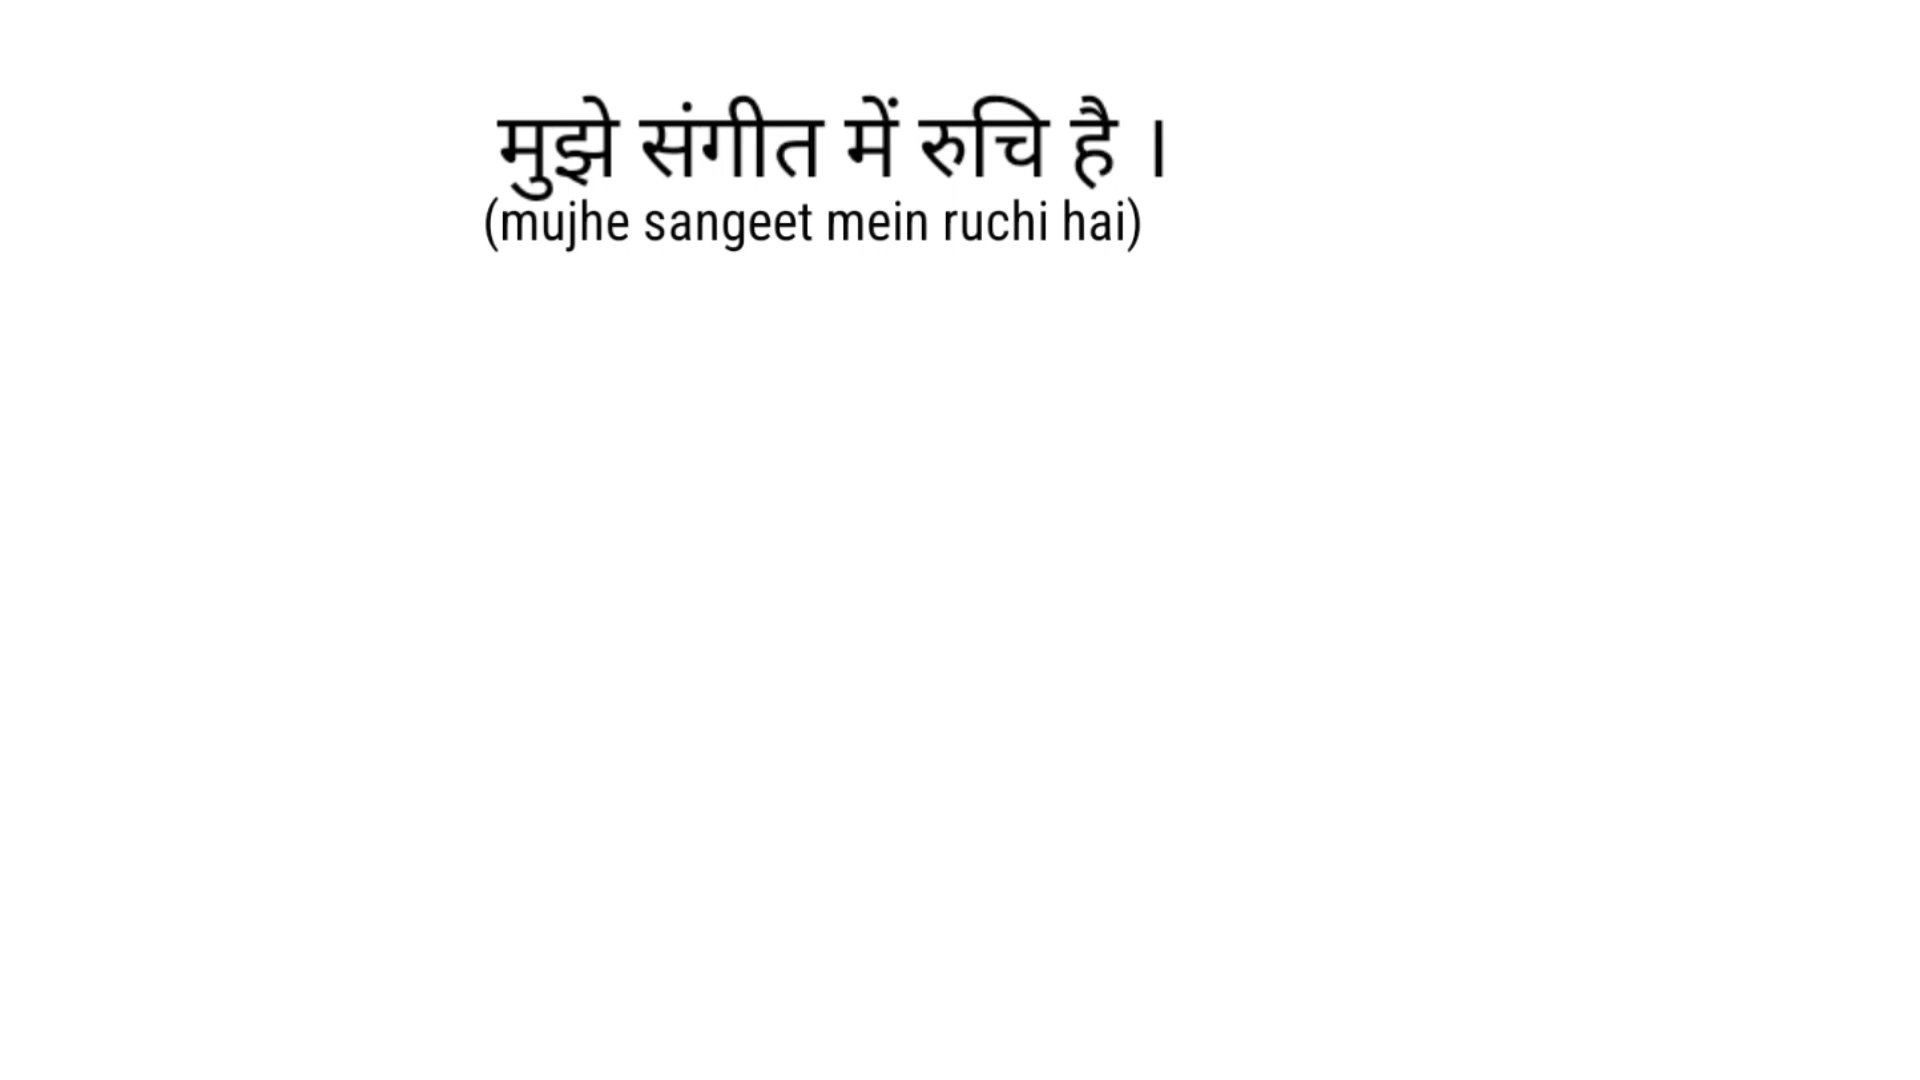 मुझे संगीत में रुचि है ।
(mujhe sangeet mein ruchi hai)